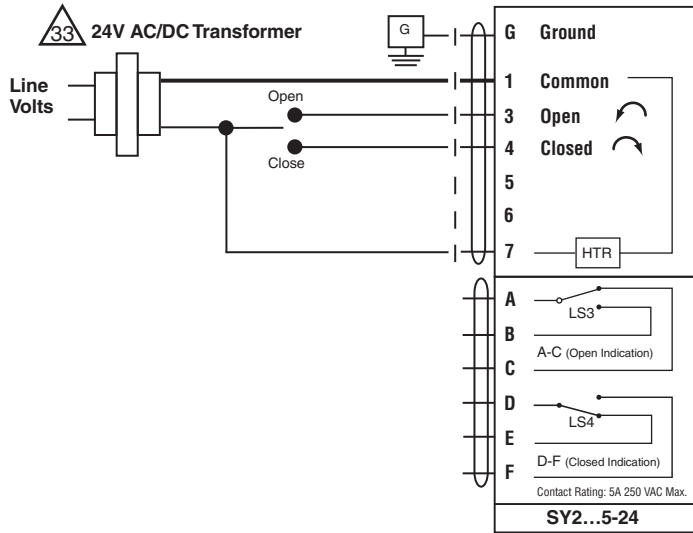 33 24V AC/DC Transformer
G
G Ground
Line
Volts
1 Common
Open
3 Open
Close
4 Closed
5
6
7 HTR
A
LS3
B
A-C (Open Indication)
C
D
LS4
E
D-F (Closed Indication)
F
Contact Rating: 5A 250 VAC Max.
SY2...5-24